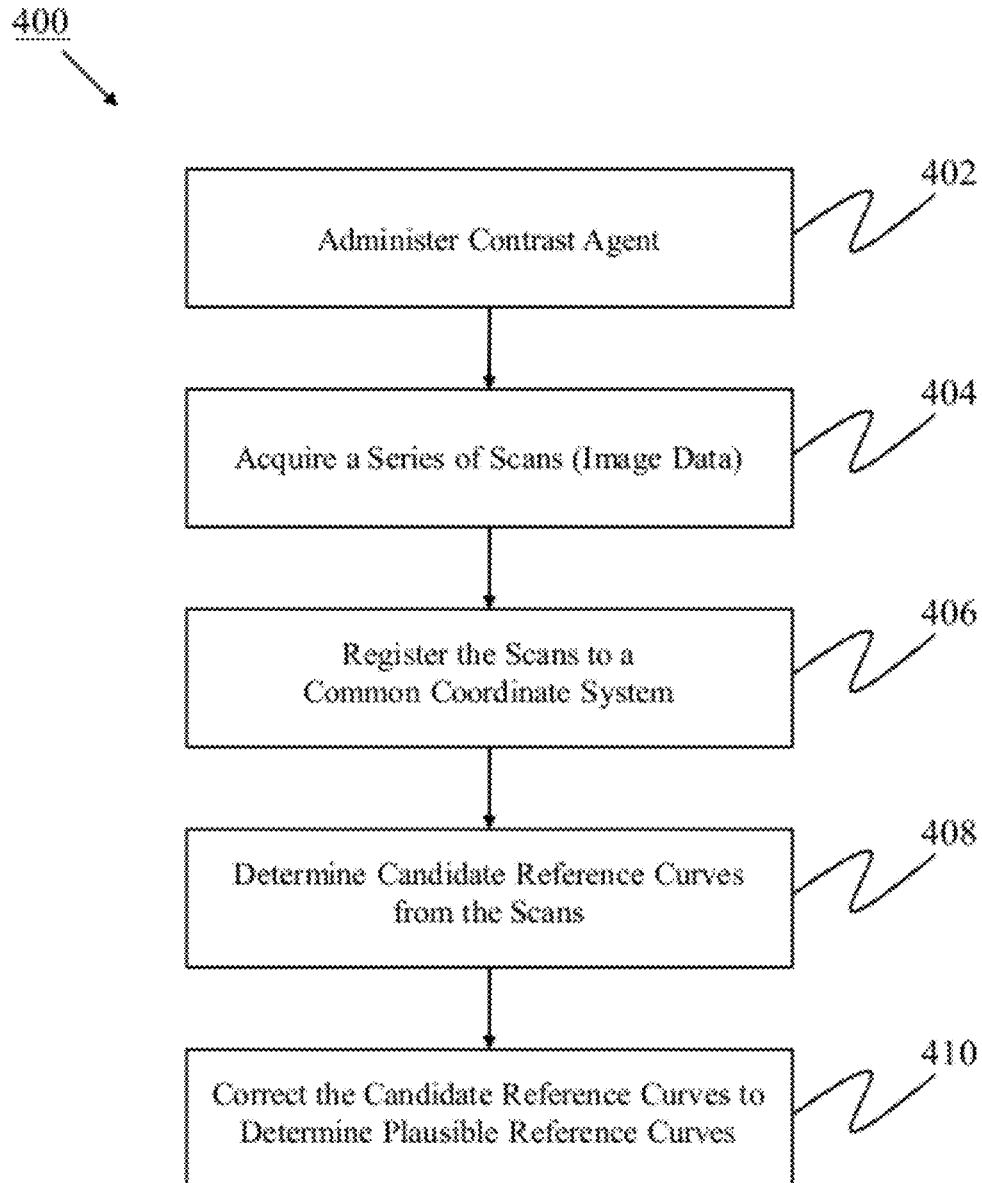 400
402
Administer Contrast Agent
404
Acquire a Series of Scans (Image Data)
406
Register the Scans to a
Common Coordinate System
408
Determine Candidate Reference Curves
from the Scans
410
Correct the Candidate Reference Curves to
Determine Plausible Reference Curves